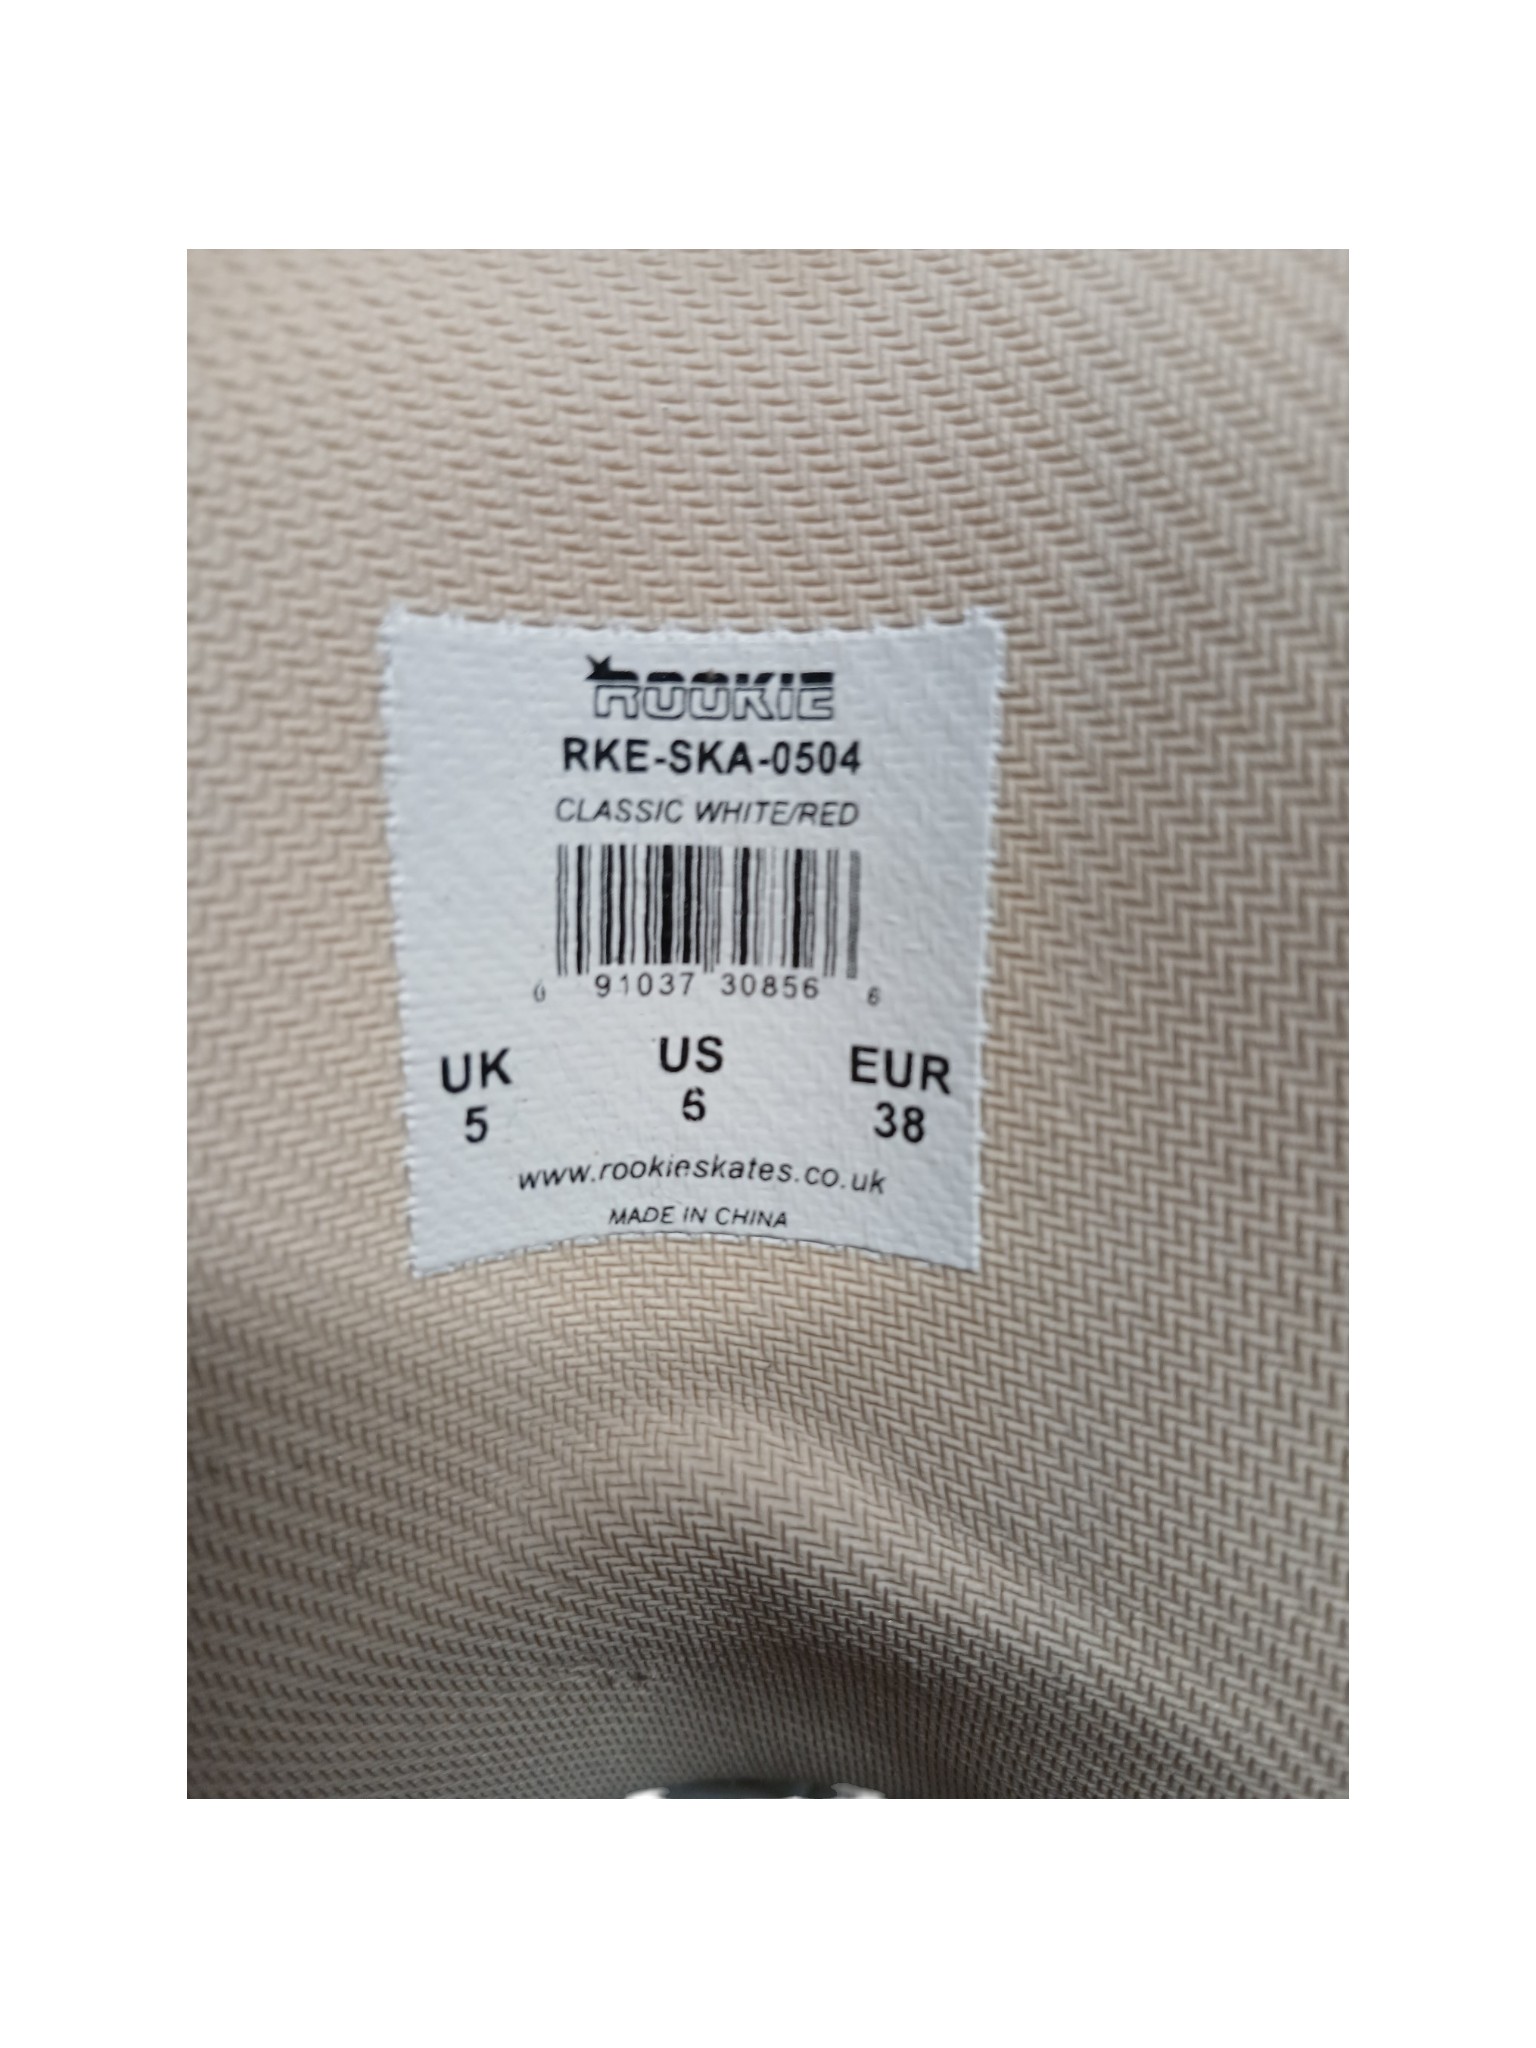 ROOKIE
RKE-SKA-0504
CLASSIC WHITE/RED
0 91037 30856 6
UK US EUR
5 6 38
www.rookieskates.co.uk
MADE IN CHINA